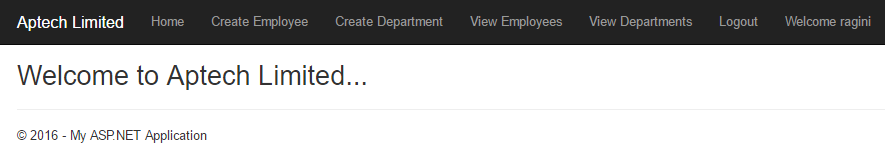 Aptech Limited Home Create Employee Create Department View Employees View Departments Logout Welcome ragini
Welcome to Aptech Limited...
© 2016 - My ASP.NET Application